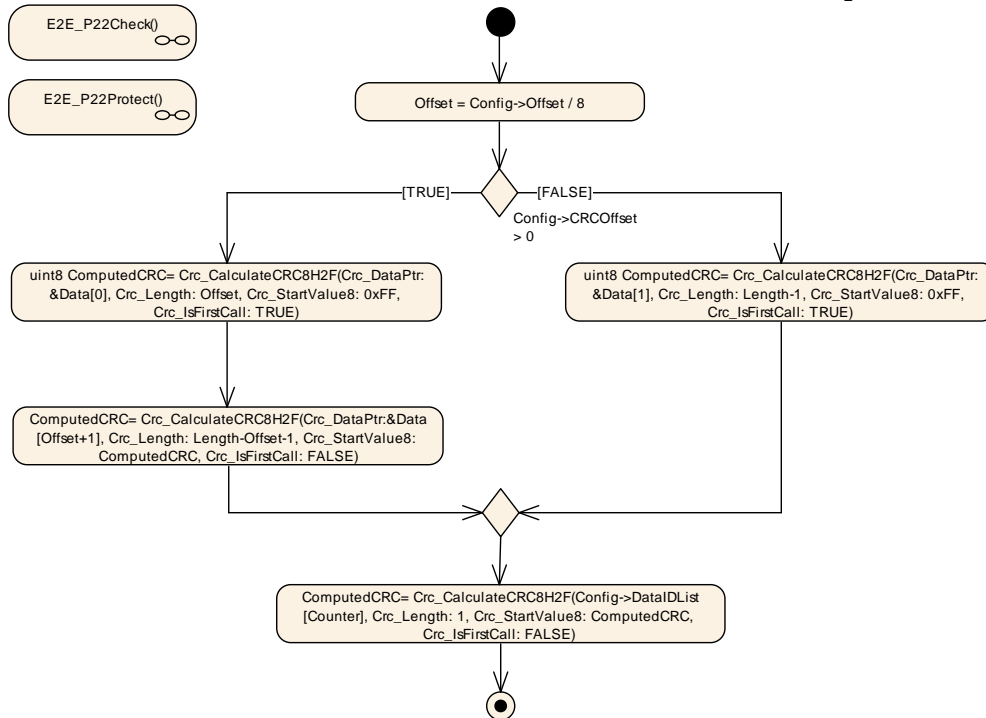 E2E_P22Check()
E2E_P22Protect()
Offset = Config->Offset / 8
[TRUE]
[FALSE]
Config->CRCOffset
> 0
uint8 ComputedCRC= Crc_CalculateCRC8H2F(Crc_DataPtr:
&Data[0], Crc_Length: Offset, Crc_StartValue8: 0xFF,
Crc_IsFirstCall: TRUE)
uint8 ComputedCRC= Crc_CalculateCRC8H2F(Crc_DataPtr:
&Data[1], Crc_Length: Length-1, Crc_StartValue8: 0xFF,
Crc_IsFirstCall: TRUE)
ComputedCRC= Crc_CalculateCRC8H2F(Crc_DataPtr:&Data
[Offset+1], Crc_Length: Length-Offset-1, Crc_StartValue8:
ComputedCRC, Crc_IsFirstCall: FALSE)
ComputedCRC= Crc_CalculateCRC8H2F(Config->DataIDList
[Counter], Crc_Length: 1, Crc_StartValue8: ComputedCRC,
Crc_IsFirstCall: FALSE)